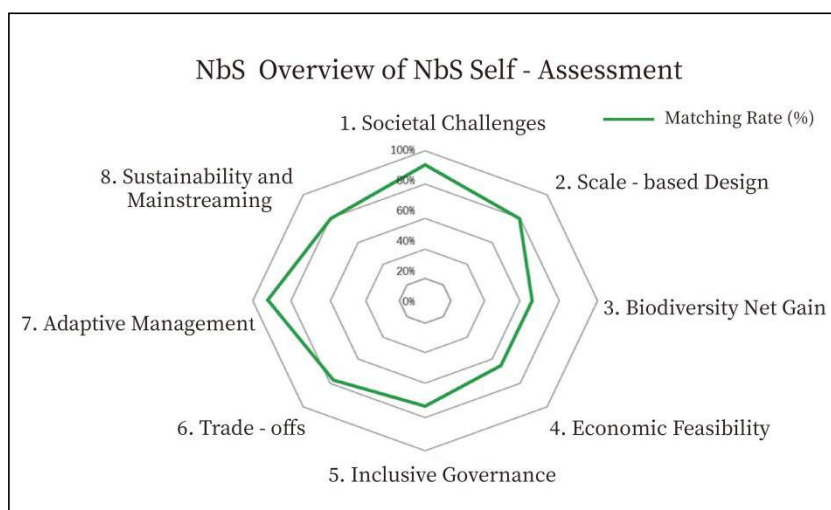 NbS Overview of NbS Self - Assessment
1. Societal Challenges
Matching Rate (%)
100%
80%
60%
40%
20%
0%
2. Scale - based Design
3. Biodiversity Net Gain
4. Economic Feasibility
5. Inclusive Governance
6. Trade - offs
7. Adaptive Management
8. Sustainability and
Mainstreaming